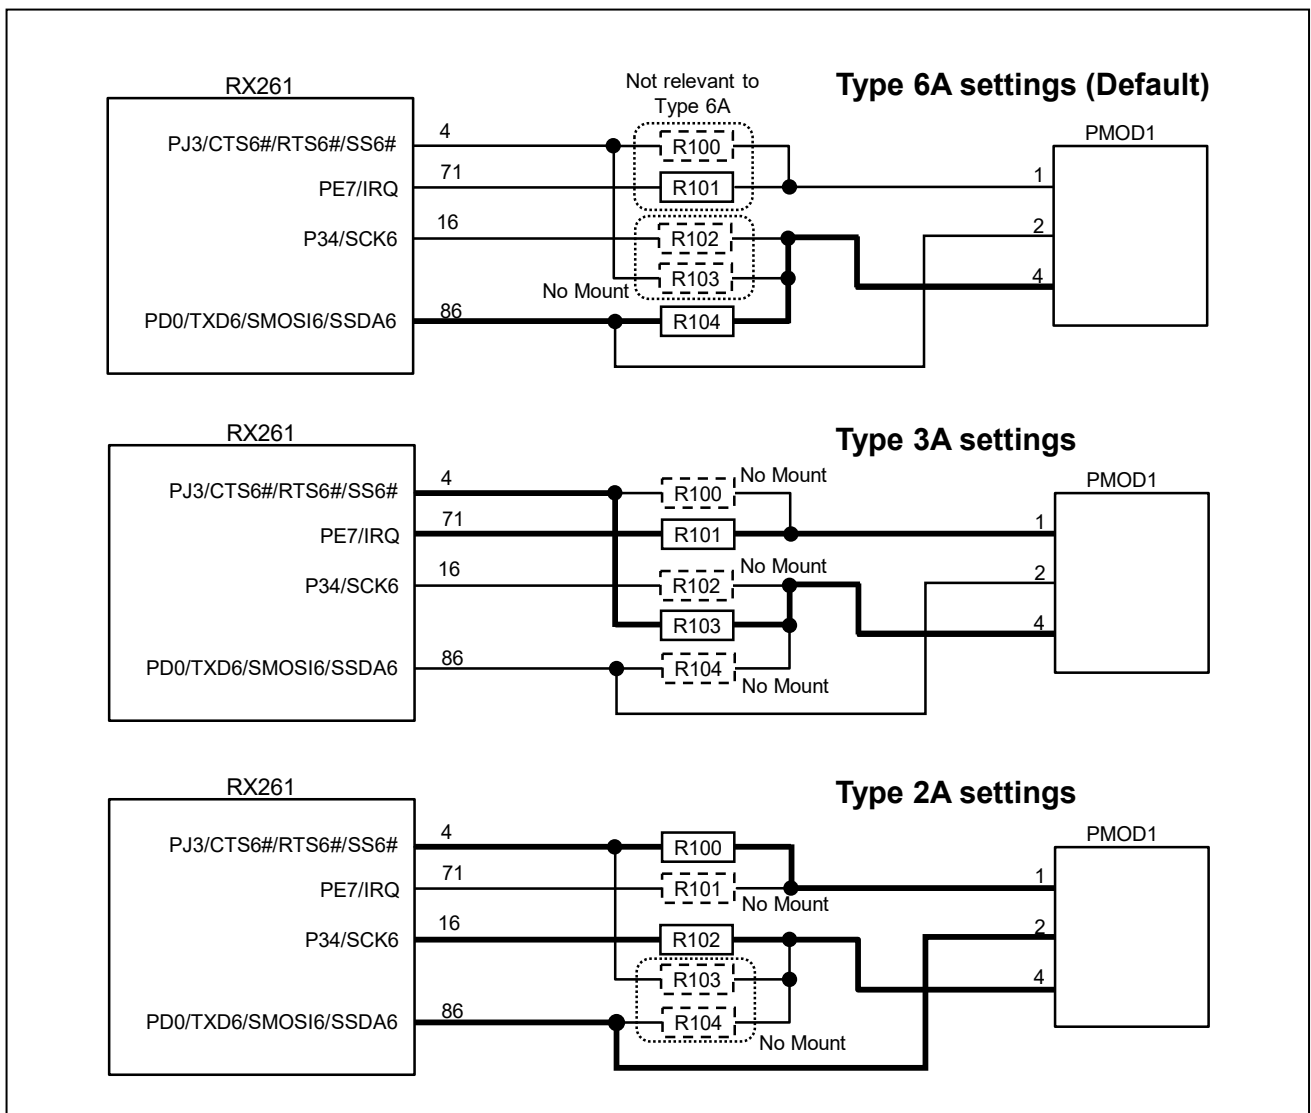 Type 6A settings (Default)
RX261
Not relevant to
Type 6A
PMOD1
PJ3/CTS6#/RTS6#/SS6#
4
R100
PE7/IRQ
71
R101
1
P34/SCK6
16
R102
2
R103
4
No Mount
PD0/TXD6/SMOSI6/SSDA6
86
R104
Type 3A settings
RX261
PMOD1
PJ3/CTS6#/RTS6#/SS6#
4
R100
No Mount
PE7/IRQ
71
R101
1
P34/SCK6
16
R102
No Mount
2
R103
4
PD0/TXD6/SMOSI6/SSDA6
86
R104
No Mount
Type 2A settings
RX261
PMOD1
PJ3/CTS6#/RTS6#/SS6#
4
R100
PE7/IRQ
71
R101
1
No Mount
P34/SCK6
16
R102
2
R103
4
PD0/TXD6/SMOSI6/SSDA6
86
R104
No Mount